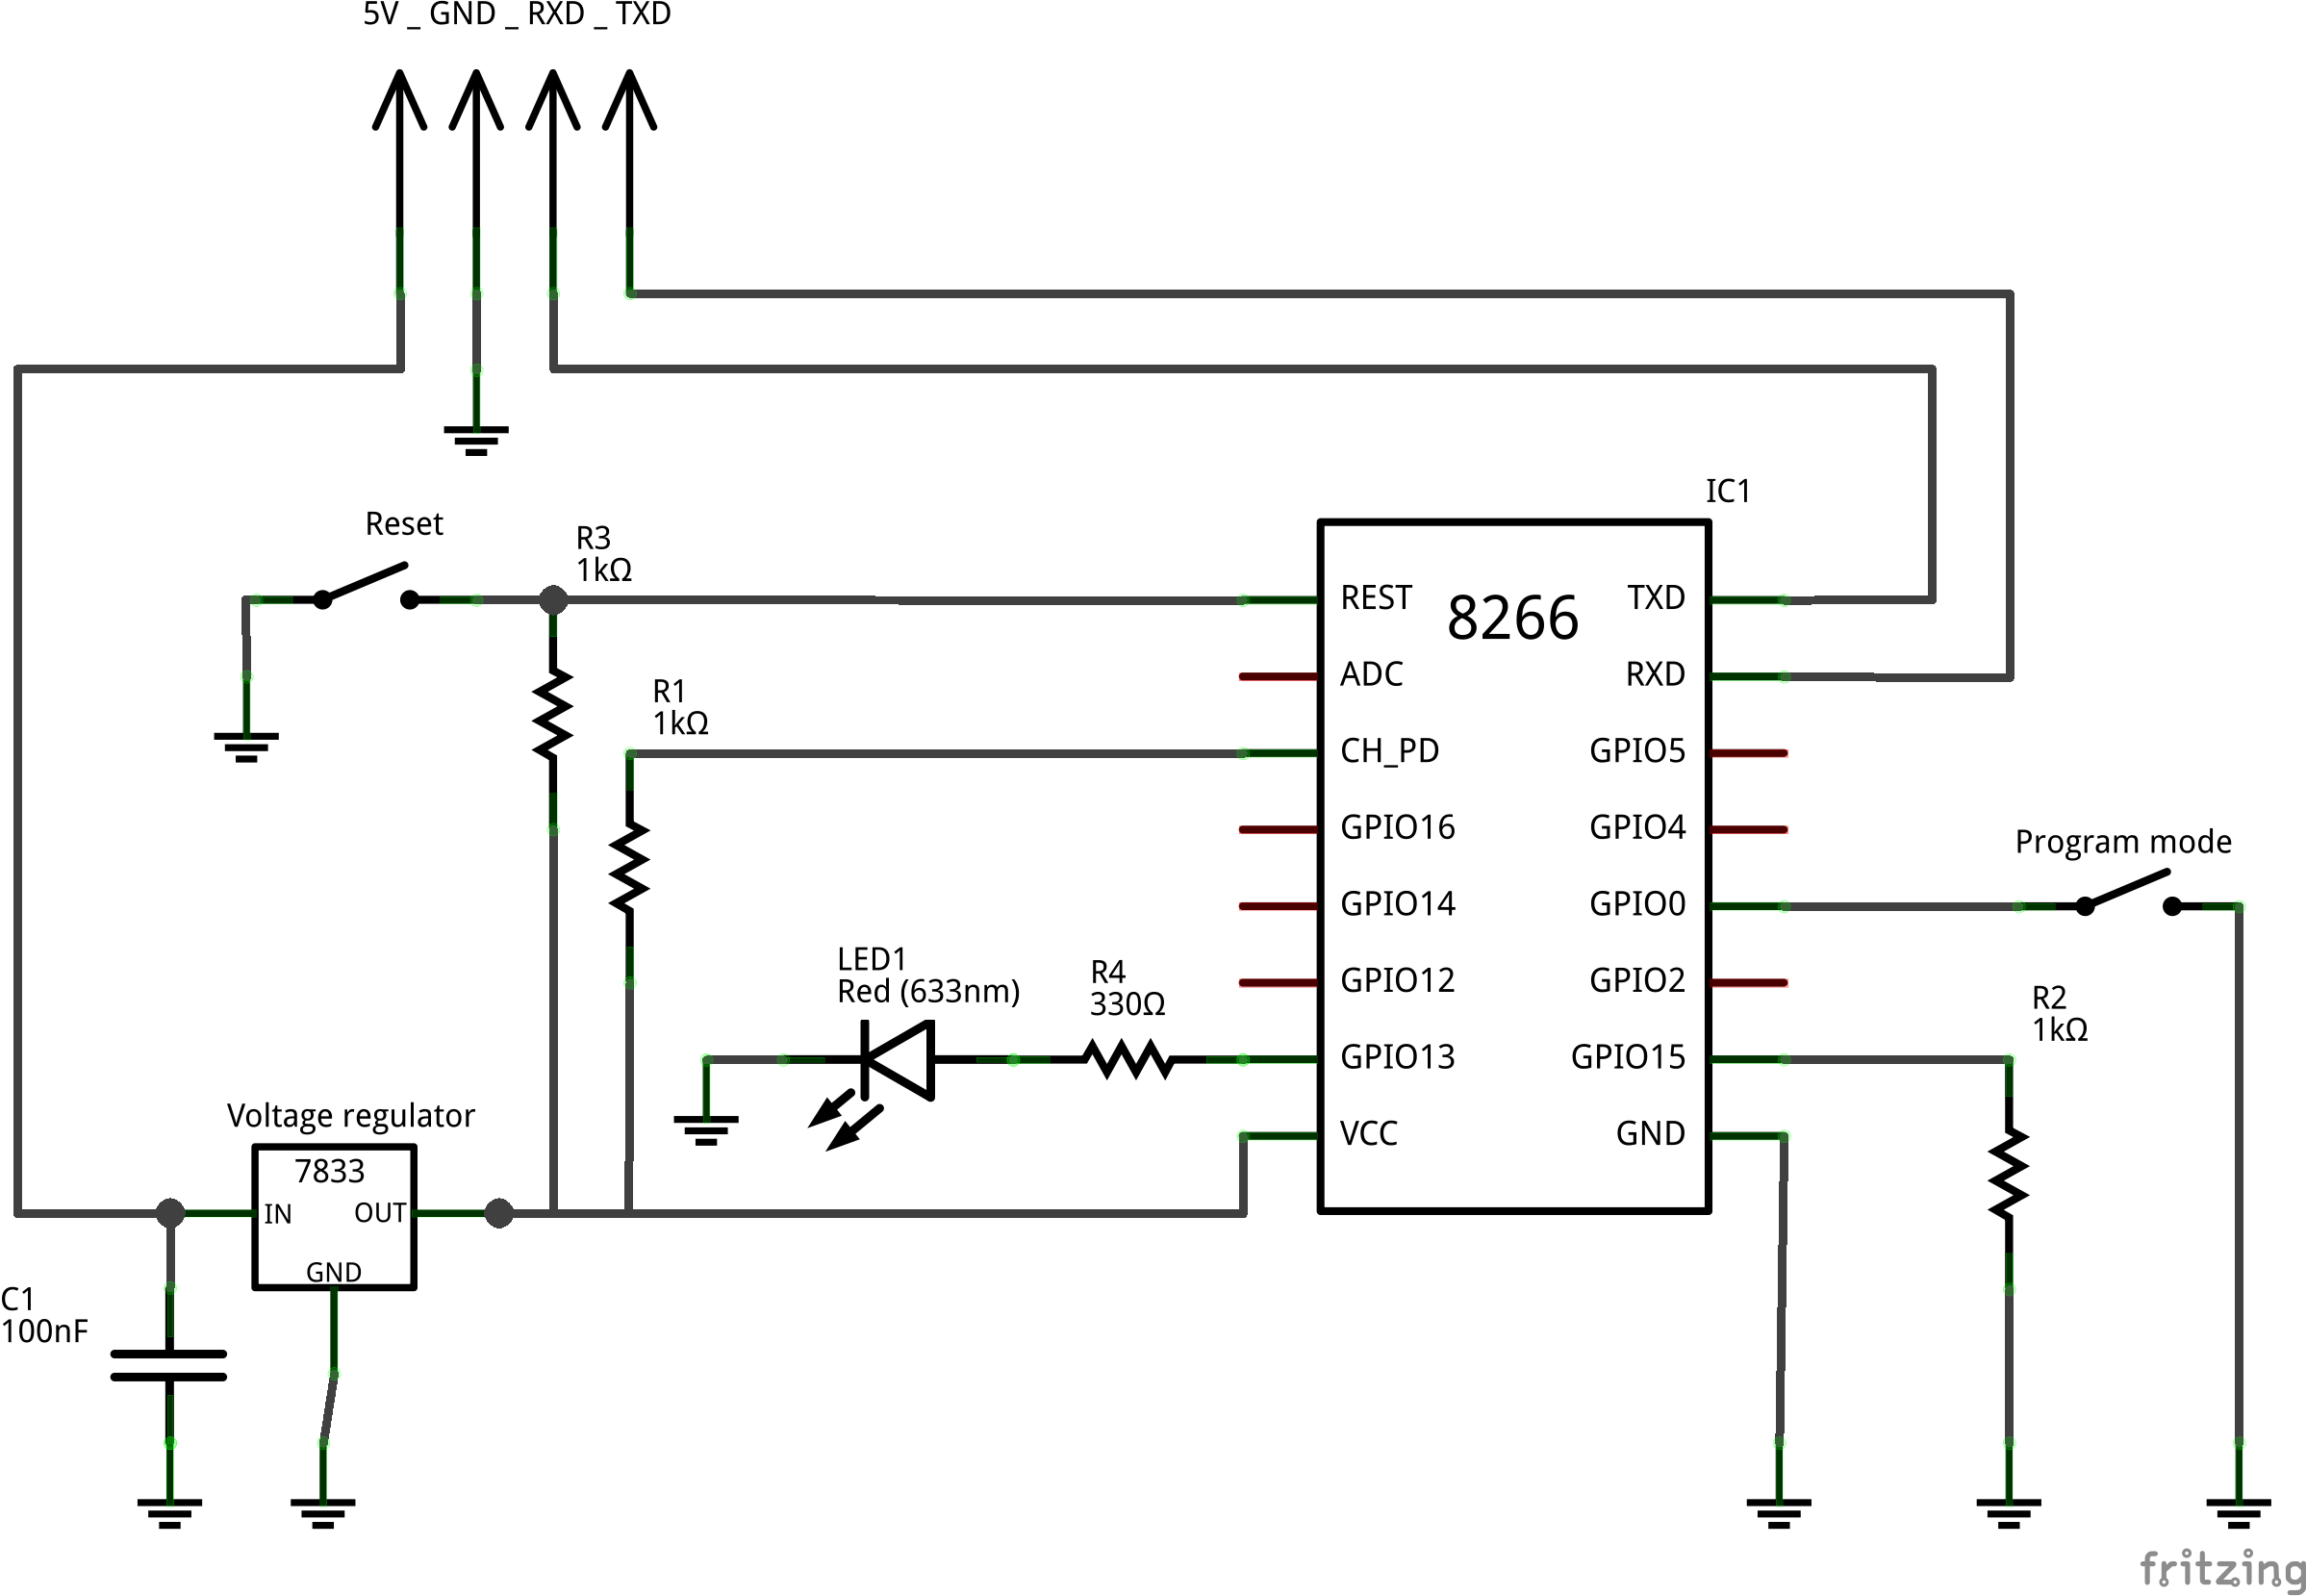 5V _ GND _ RXD _ TXD
IC1
Reset
R3
1kΩ
8266
REST
TXD
ADC
RXD
R1
1kΩ
CH_PD
GPIO5
GPIO16
GPIO4
Program mode
GPIO14
GPIO0
LED1
Red (633nm)
R4
330Ω
GPIO12
GPIO2
R2
1kΩ
GPIO13
GPIO15
Voltage regulator
VCC
GND
7833
IN
OUT
GND
C1
100nF
fritzing